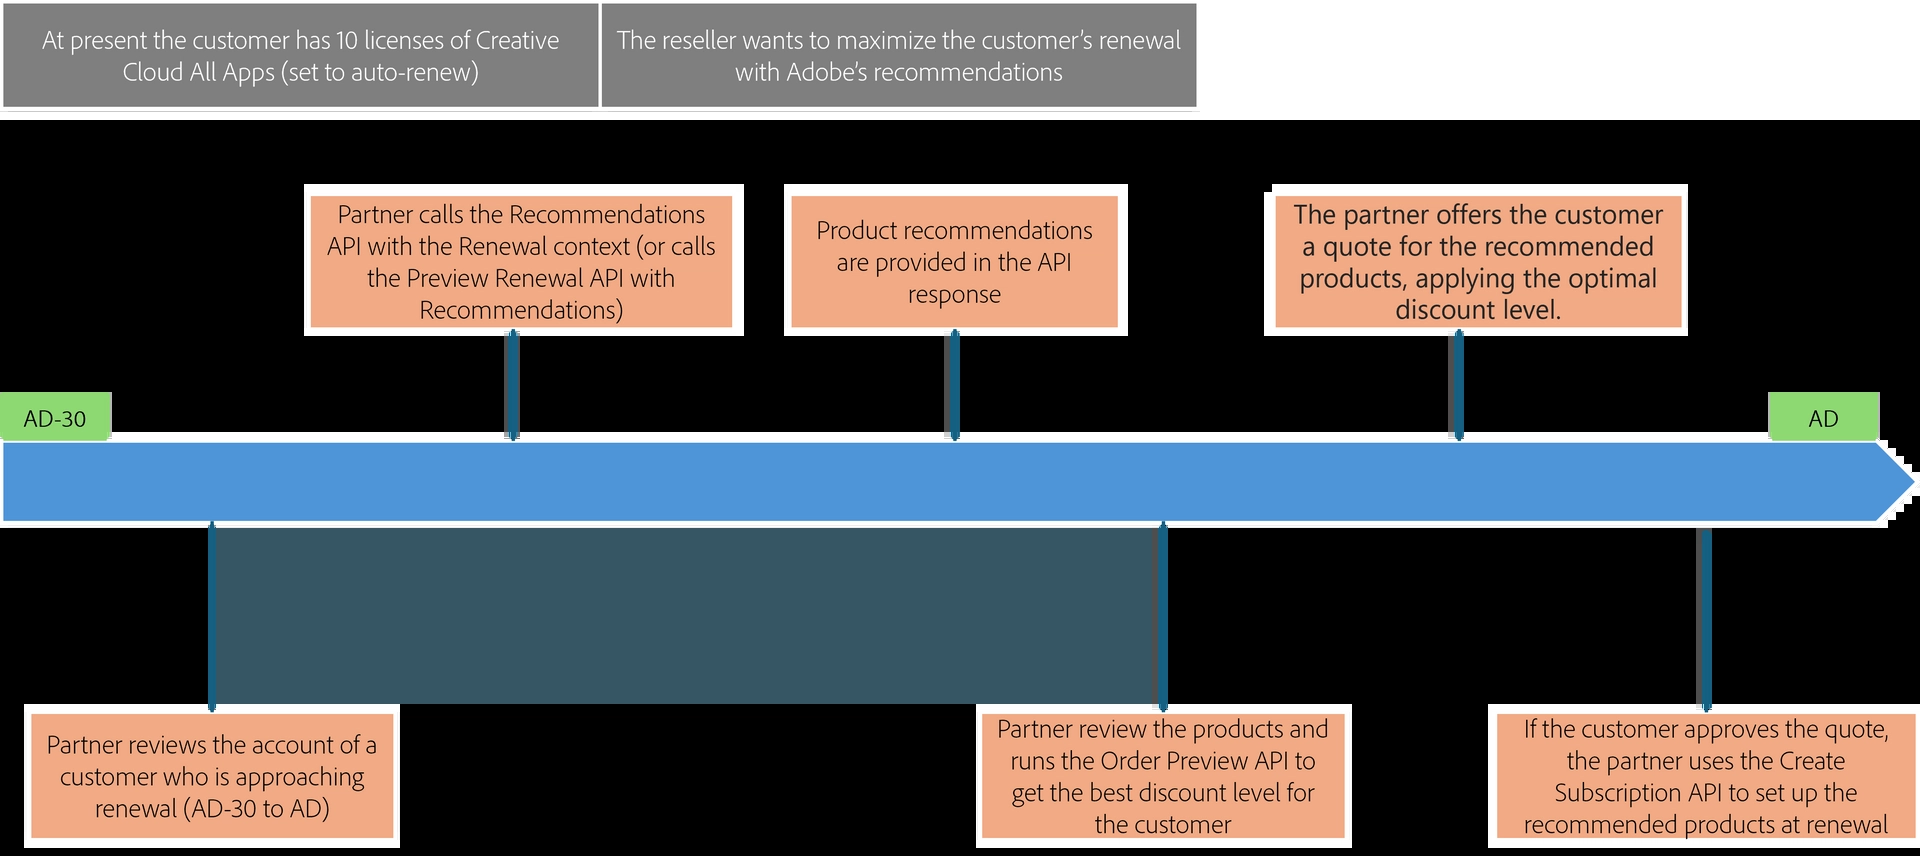 At present the customer has 10 licenses of Creative
Cloud All Apps (set to auto-renew)
The reseller wants to maximize the customer’s renewal
with Adobe’s recommendations
Partner calls the Recommendations
API with the Renewal context (or calls
the Preview Renewal API with
Recommendations)
Product recommendations
are provided in the API
response
The partner offers the customer
a quote for the recommended
products, applying the optimal
discount level.
AD-30
AD
Partner reviews the account of a
customer who is approaching
renewal (AD-30 to AD)
Partner review the products and
runs the Order Preview API to
get the best discount level for
the customer
If the customer approves the quote,
the partner uses the Create
Subscription API to set up the
recommended products at renewal